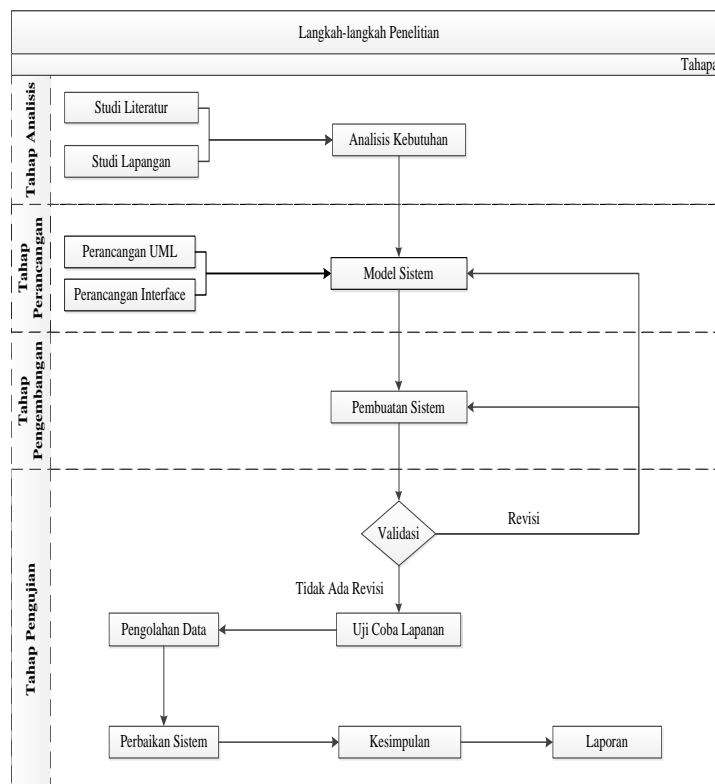 Langkah-langkah Penelitian
Tahapa
Tahap Analisis
Studi Literatur
Studi Lapangan
Analisis Kebutuhan
Tahap
Perancangan
Perancangan UML
Perancangan Interface
Model Sistem
Tahap
Pengembangan
Pembuatan Sistem
Tahap Pengujian
Validasi
Revisi
Tidak Ada Revisi
Pengolahan Data
Uji Coba Lapanan
Perbaikan Sistem
Kesimpulan
Laporan